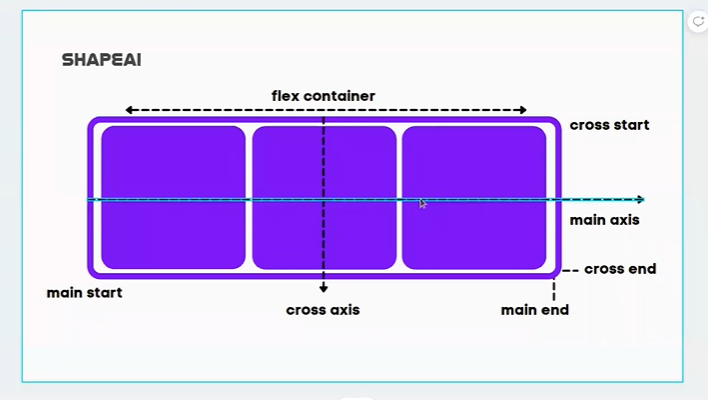 SHAPEAI
flex container
cross start
main axis
cross end
main start
cross axis
main end